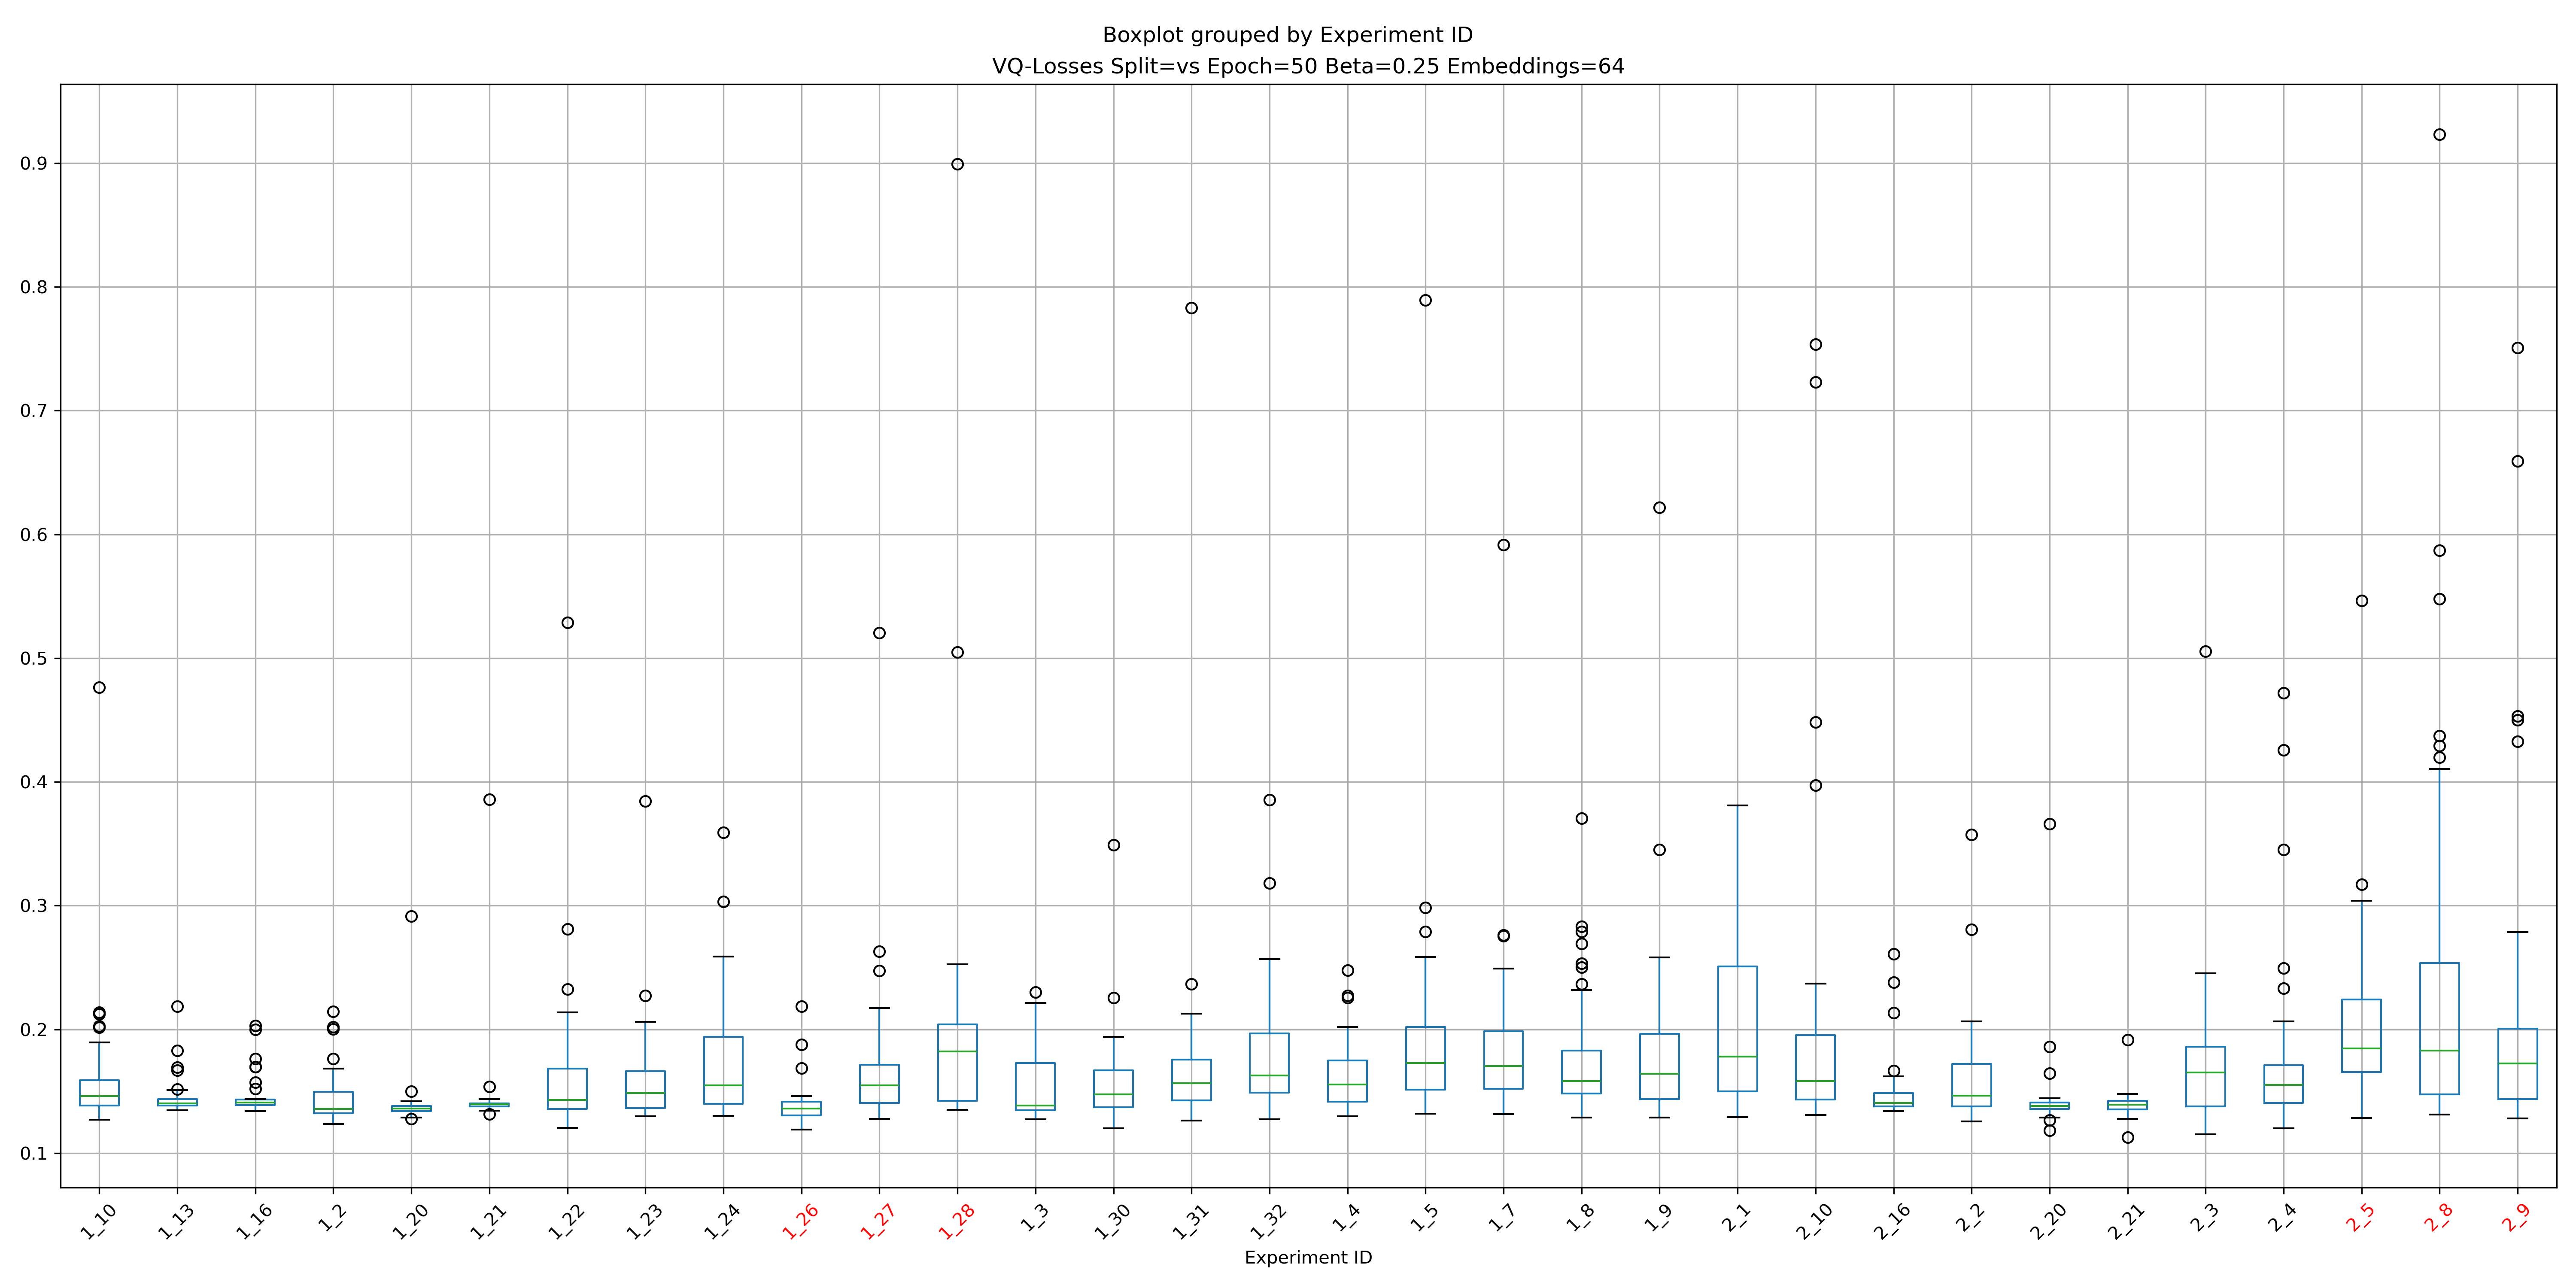 Boxplot grouped by Experiment ID
VQ-Losses Split=vs Epoch=50 Beta=0.25 Embeddings=64
0.9
0.8
0.7
0.6
0.5
0.4
0.3
0.2
0.1
1_10 1_13 1_16 1_2 1_20 1_21 1_22 1_23 1_24 1_26 1_27 1_28 1_3 1_30 1_31 1_32 1_4 1_5 1_7 1_8 1_9 2_1 2_10 2_16 2_2 2_20 2_21 2_3 2_4 2_5 2_8 2_9
Experiment ID